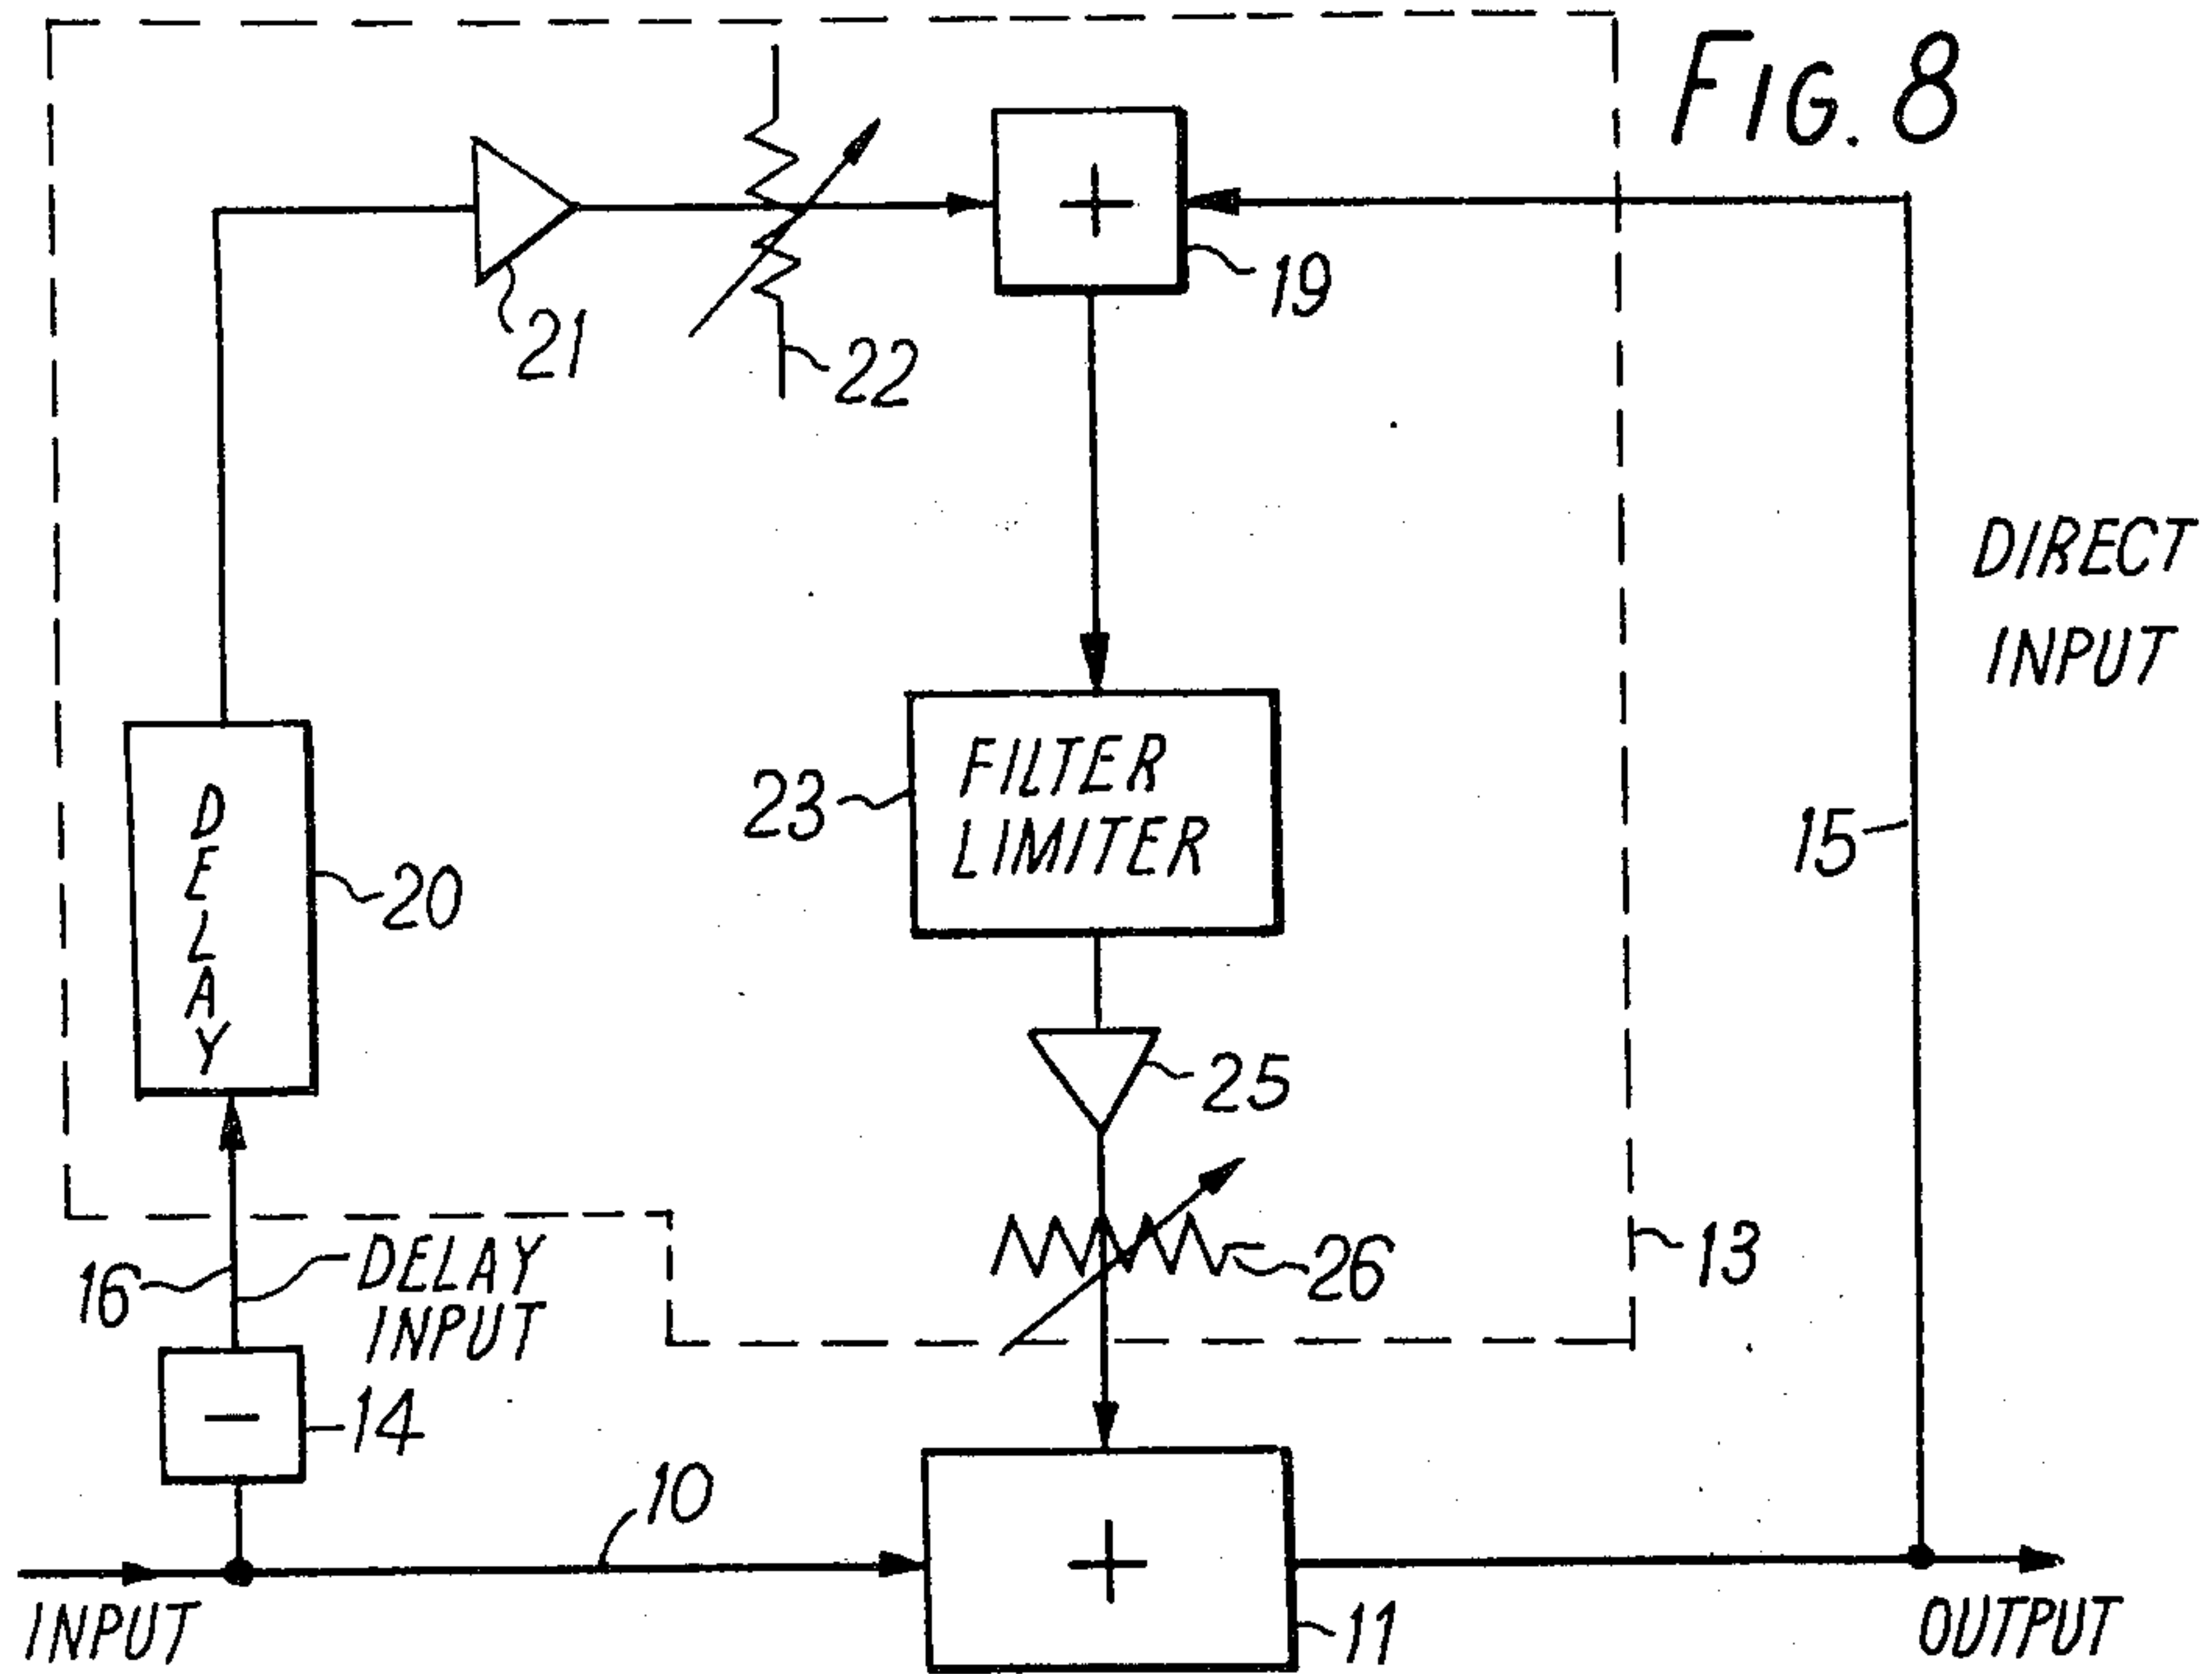 FIG. 8
+
19
21
22
DIRECT
INPUT
FILTER
LIMITER
23
15
DELAY
20
25
26
13
16
DELAY
INPUT
14
−
10
+
11
INPUT
OUTPUT